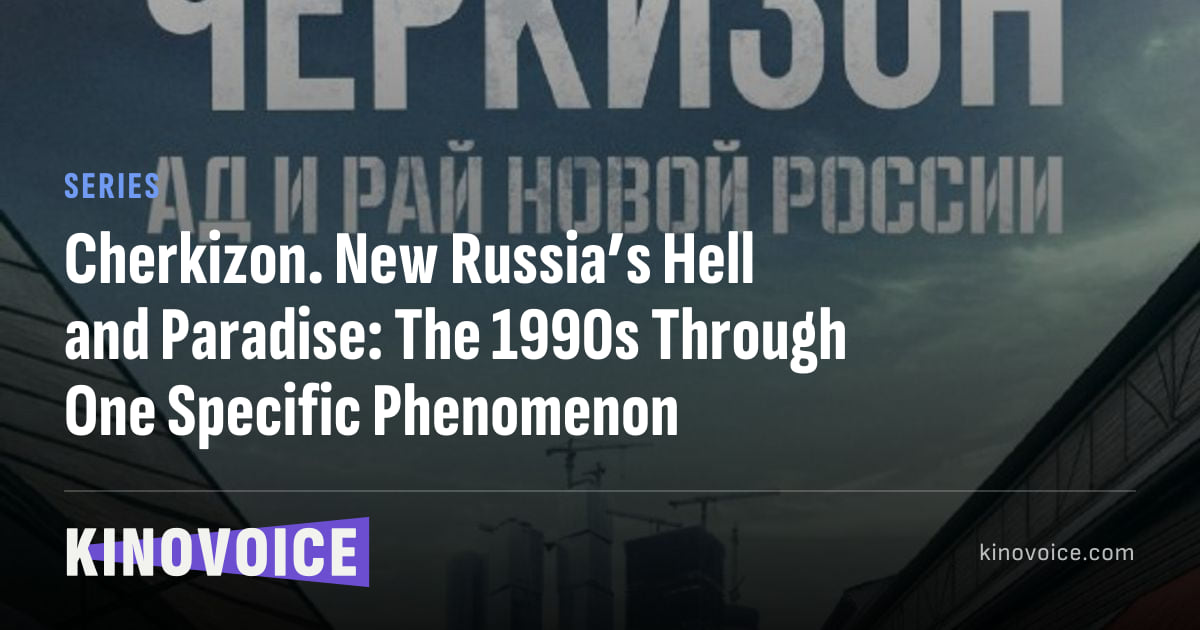 ЧЕРКИЗОН
АД И РАЙ НОВОЙ РОССИИ
SERIES
Cherkizon. New Russia’s Hell
and Paradise: The 1990s Through
One Specific Phenomenon
KINOVOICE
kinovoice.com